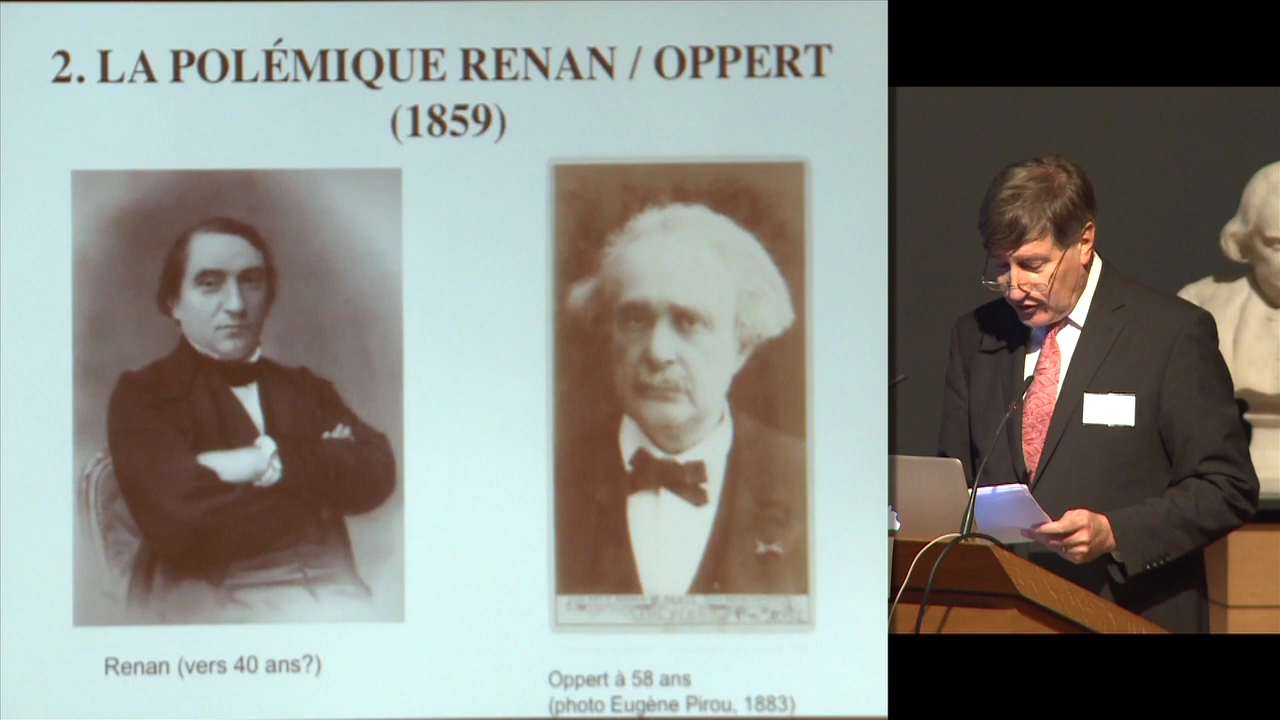 2. LA POLÉMIQUE RENAN / OPPERT
(1859)
Renan (vers 40 ans?)
Oppert à 58 ans
(photo Eugène Pirou, 1883)